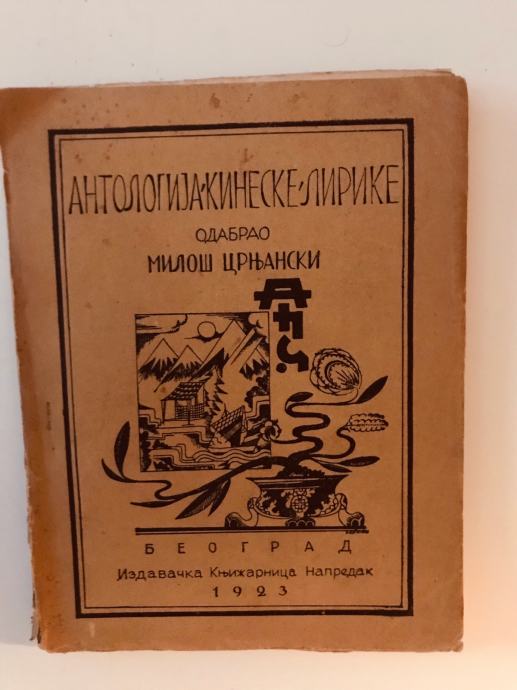 АНТОЛОГИЈА·КИНЕСКЕ·ЛИРИКЕ
ОДАБРАО
МИЛОШ ЦРЊАНСКИ
БЕОГРАД
Издавачка Књижарница Напредак
1923